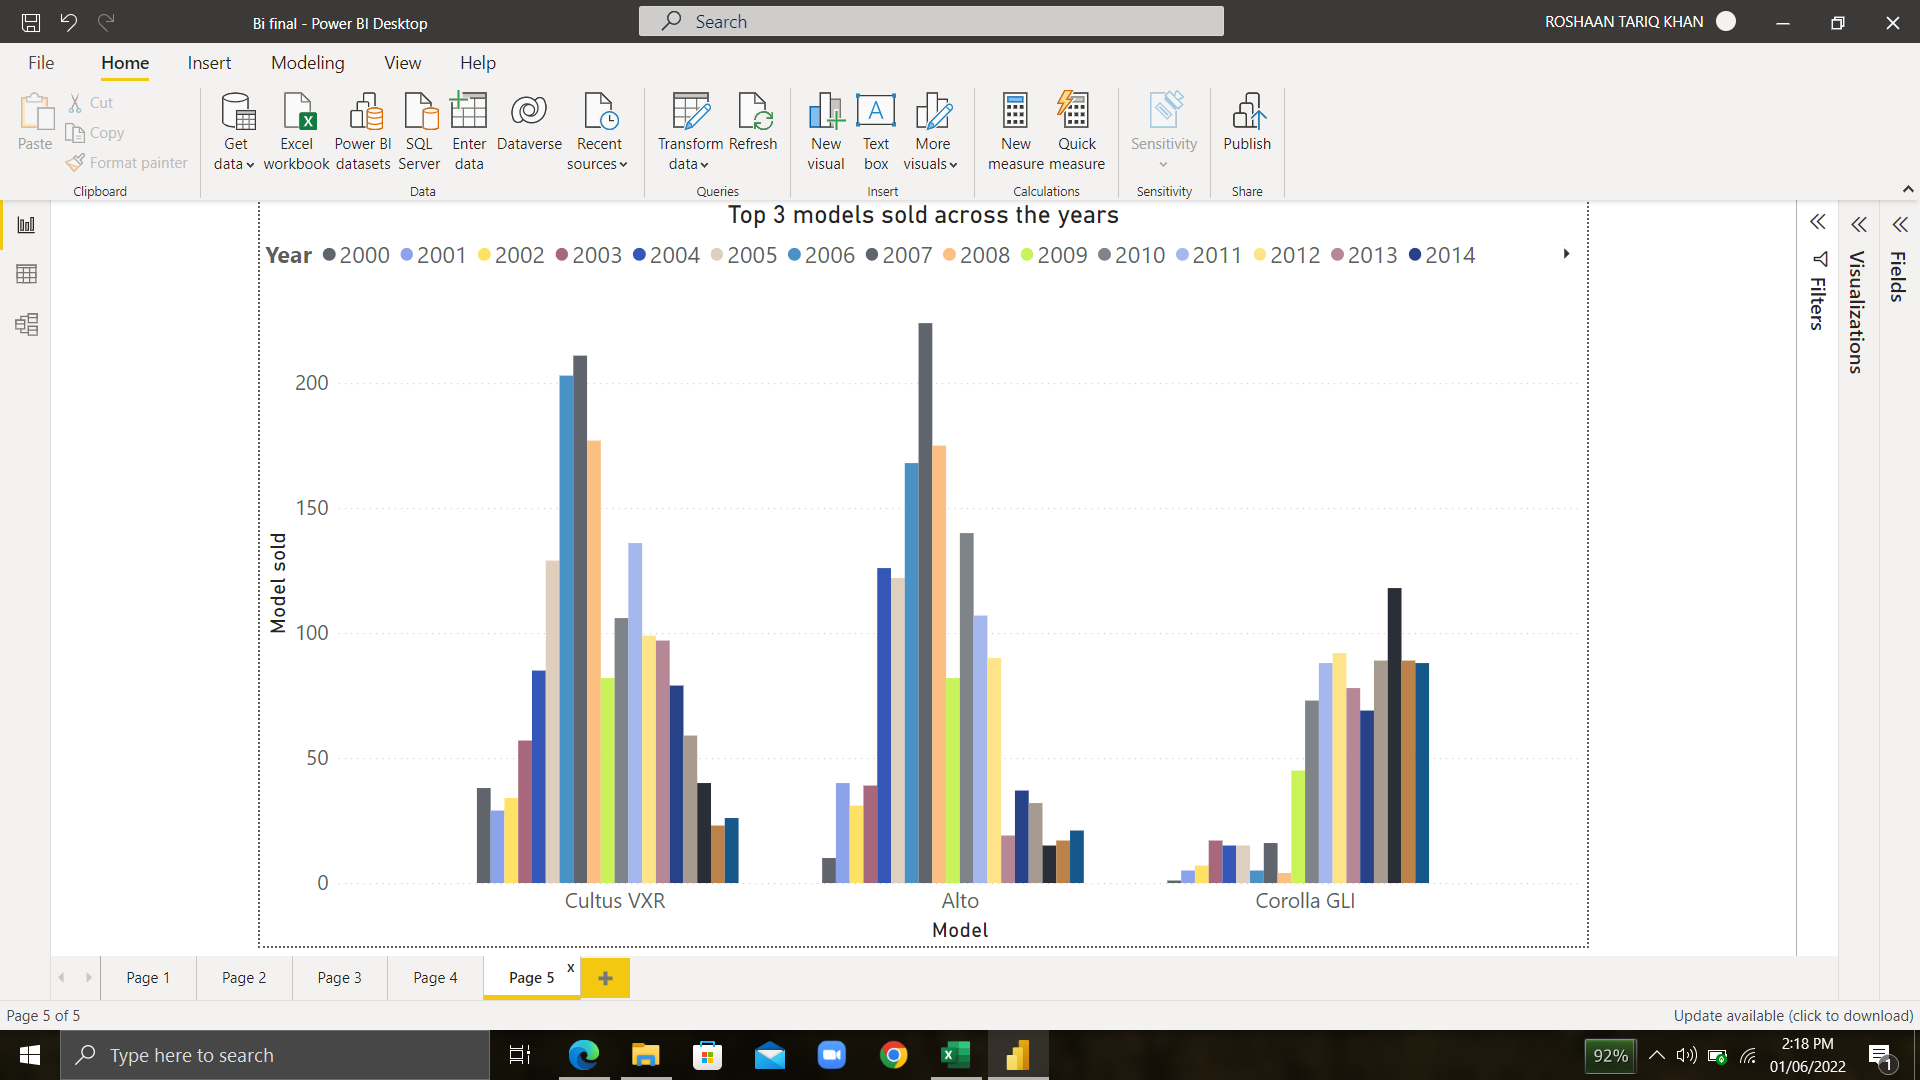 Bi final - Power BI Desktop
Search
ROSHAAN TARIQ KHAN
File Home Insert Modeling View Help
Paste
Cut
Copy
Format painter
Clipboard
Get data
Excel workbook
Power BI datasets
SQL Server
Enter data
Dataverse
Recent sources
Data
Transform data
Refresh
Queries
New visual
Text box
More visuals
Insert
New measure
Quick measure
Calculations
Sensitivity
Sensitivity
Publish
Share
Top 3 models sold across the years
Year 2000 2001 2002 2003 2004 2005 2006 2007 2008 2009 2010 2011 2012 2013 2014
200
150
100
50
0
Model sold
Cultus VXR Alto Corolla GLI
Model
Filters
Visualizations
Fields
Page 1 Page 2 Page 3 Page 4 Page 5 x
Page 5 of 5
Update available (click to download)
Type here to search
92%
2:18 PM
01/06/2022
1